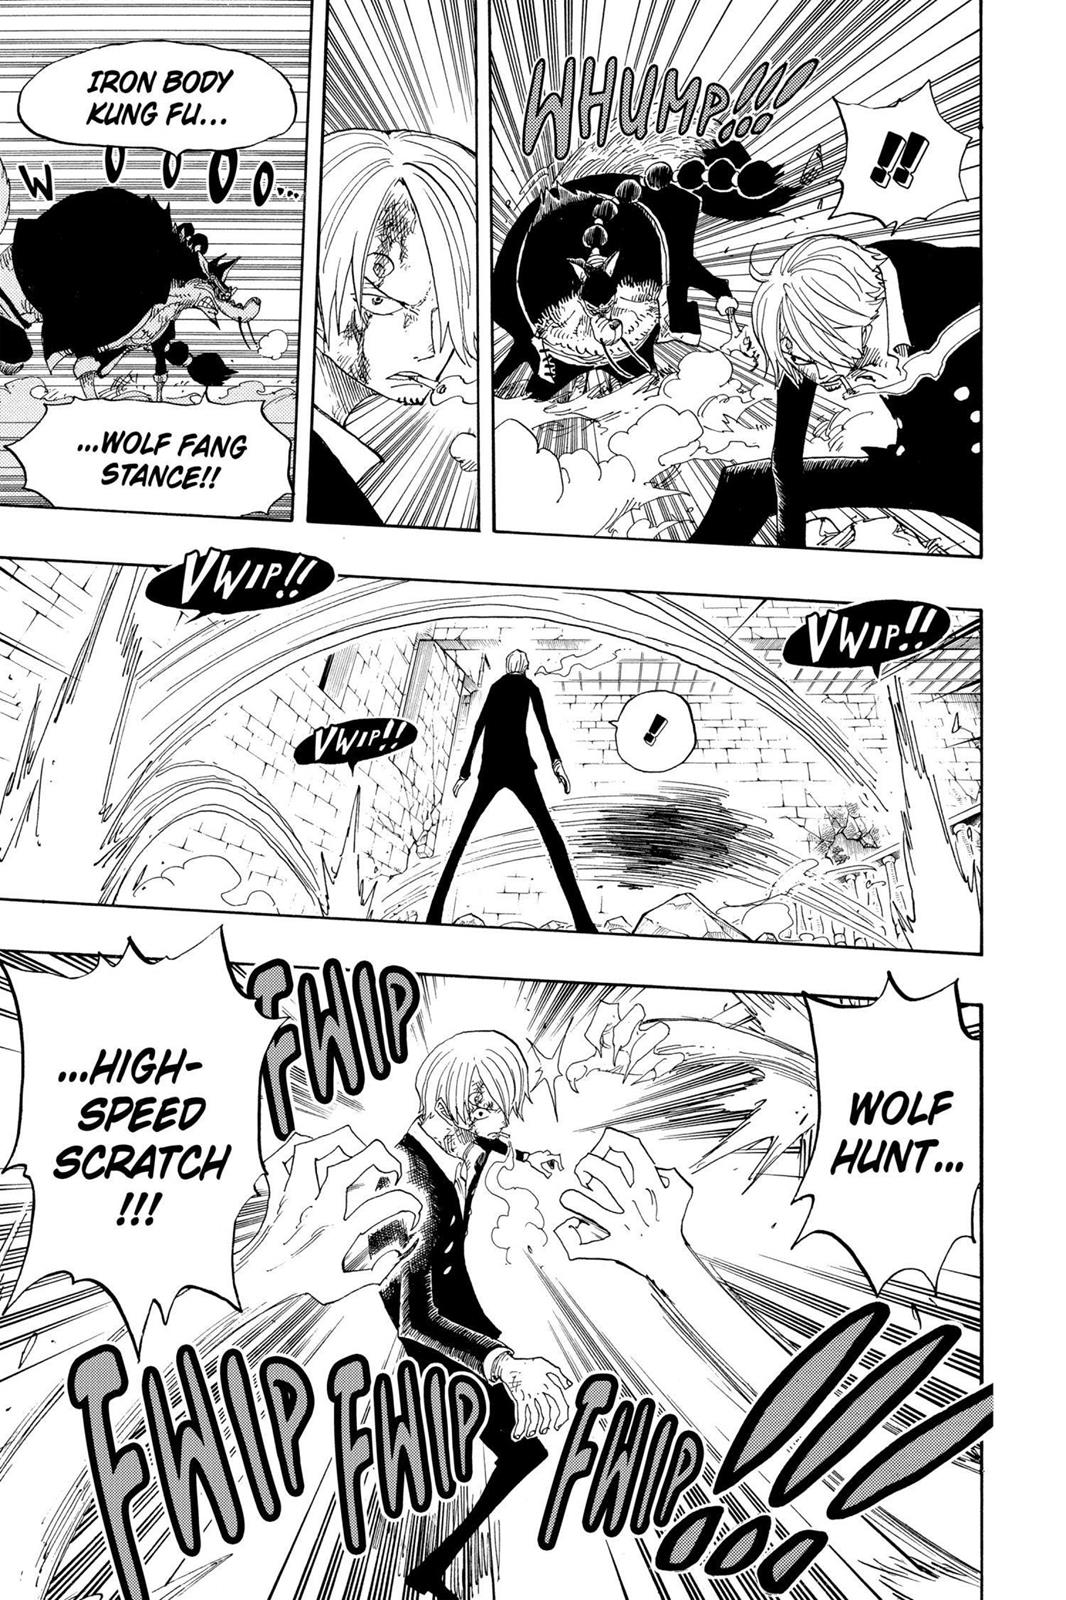 WHUMP!!!
!!
IRON BODY
KUNG FU...
WOOOO...
...WOLF FANG
STANCE!!
VWIP!!
!!
VWIP!!
VWIP!!
WOLF
HUNT...
FWIP
...HIGH-
SPEED
SCRATCH
!!!
FWIP FWIP FWIP...!!!